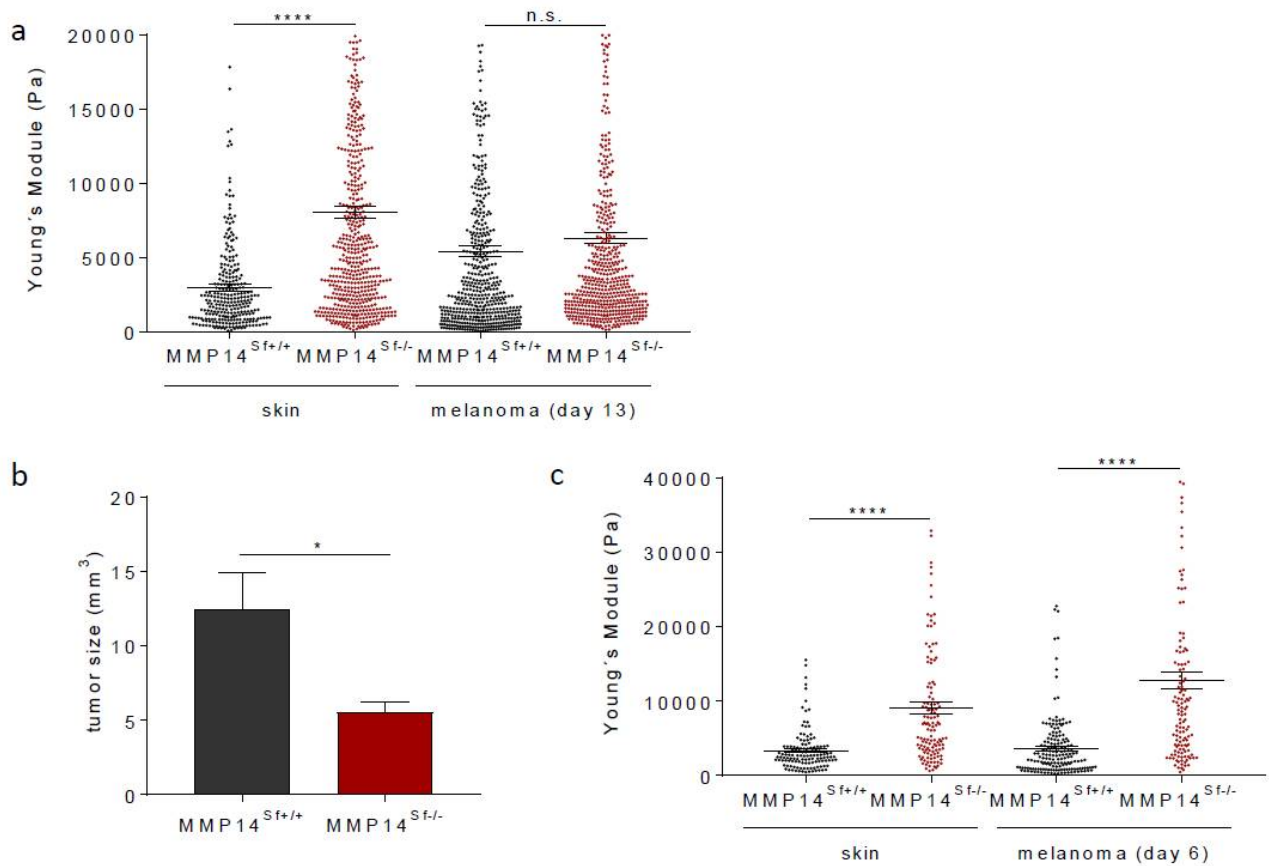 a
**** n.s.
20000
15000
10000
5000
0
Young´s Module (Pa)
MMP14Sf+/+ MMP14Sf-/- MMP14Sf+/+ MMP14Sf-/-
skin melanoma (day 13)
b
20
15
10
5
0
tumor size (mm3)
*
MMP14Sf+/+ MMP14Sf-/-
c
40000
30000
20000
10000
0
Young´s Module (Pa)
**** ****
MMP14Sf+/+ MMP14Sf-/- MMP14Sf+/+ MMP14Sf-/-
skin melanoma (day 6)